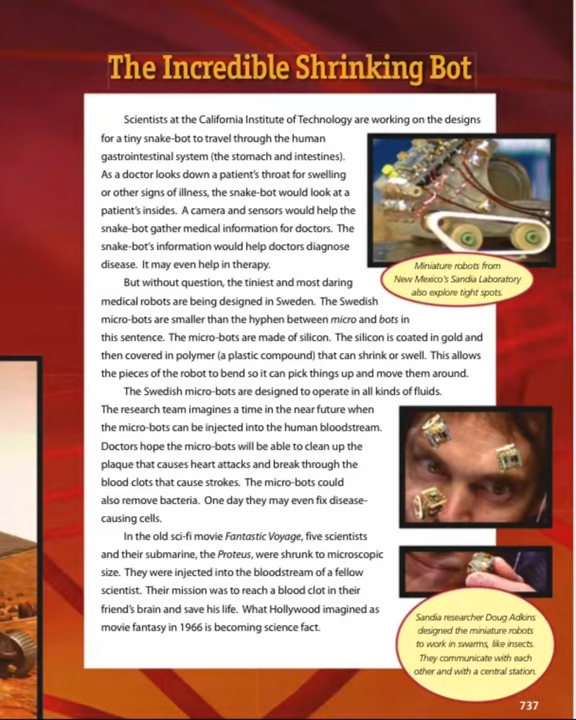 The Incredible Shrinking Bot
Scientists at the California Institute of Technology are working on the designs
for a tiny snake-bot to travel through the human
gastrointestinal system (the stomach and intestines).
As a doctor looks down a patient's throat for swelling
or other signs of illness, the snake-bot would look at a
patient's insides. A camera and sensors would help the
snake-bot gather medical information for doctors. The
snake-bot's information would help doctors diagnose
disease. It may even help in therapy.
Miniature robots from
New Mexico's Sandia Laboratory
also explore tight spots.
But without question, the tiniest and most daring
medical robots are being designed in Sweden. The Swedish
micro-bots are smaller than the hyphen between micro and bots in
this sentence. The micro-bots are made of silicon. The silicon is coated in gold and
then covered in polymer (a plastic compound) that can shrink or swell. This allows
the pieces of the robot to bend so it can pick things up and move them around.
The Swedish micro-bots are designed to operate in all kinds of fluids.
The research team imagines a time in the near future when
the micro-bots can be injected into the human bloodstream.
Doctors hope the micro-bots will be able to clean up the
plaque that causes heart attacks and break through the
blood clots that cause strokes. The micro-bots could
also remove bacteria. One day they may even fix disease-
causing cells.
In the old sci-fi movie Fantastic Voyage, five scientists
and their submarine, the Proteus, were shrunk to microscopic
size. They were injected into the bloodstream of a fellow
scientist. Their mission was to reach a blood clot in their
friend's brain and save his life. What Hollywood imagined as
movie fantasy in 1966 is becoming science fact.
Sandia researcher Doug Adkins
designed the miniature robots
to work in swarms, like insects.
They communicate with each
other and with a central station.
737